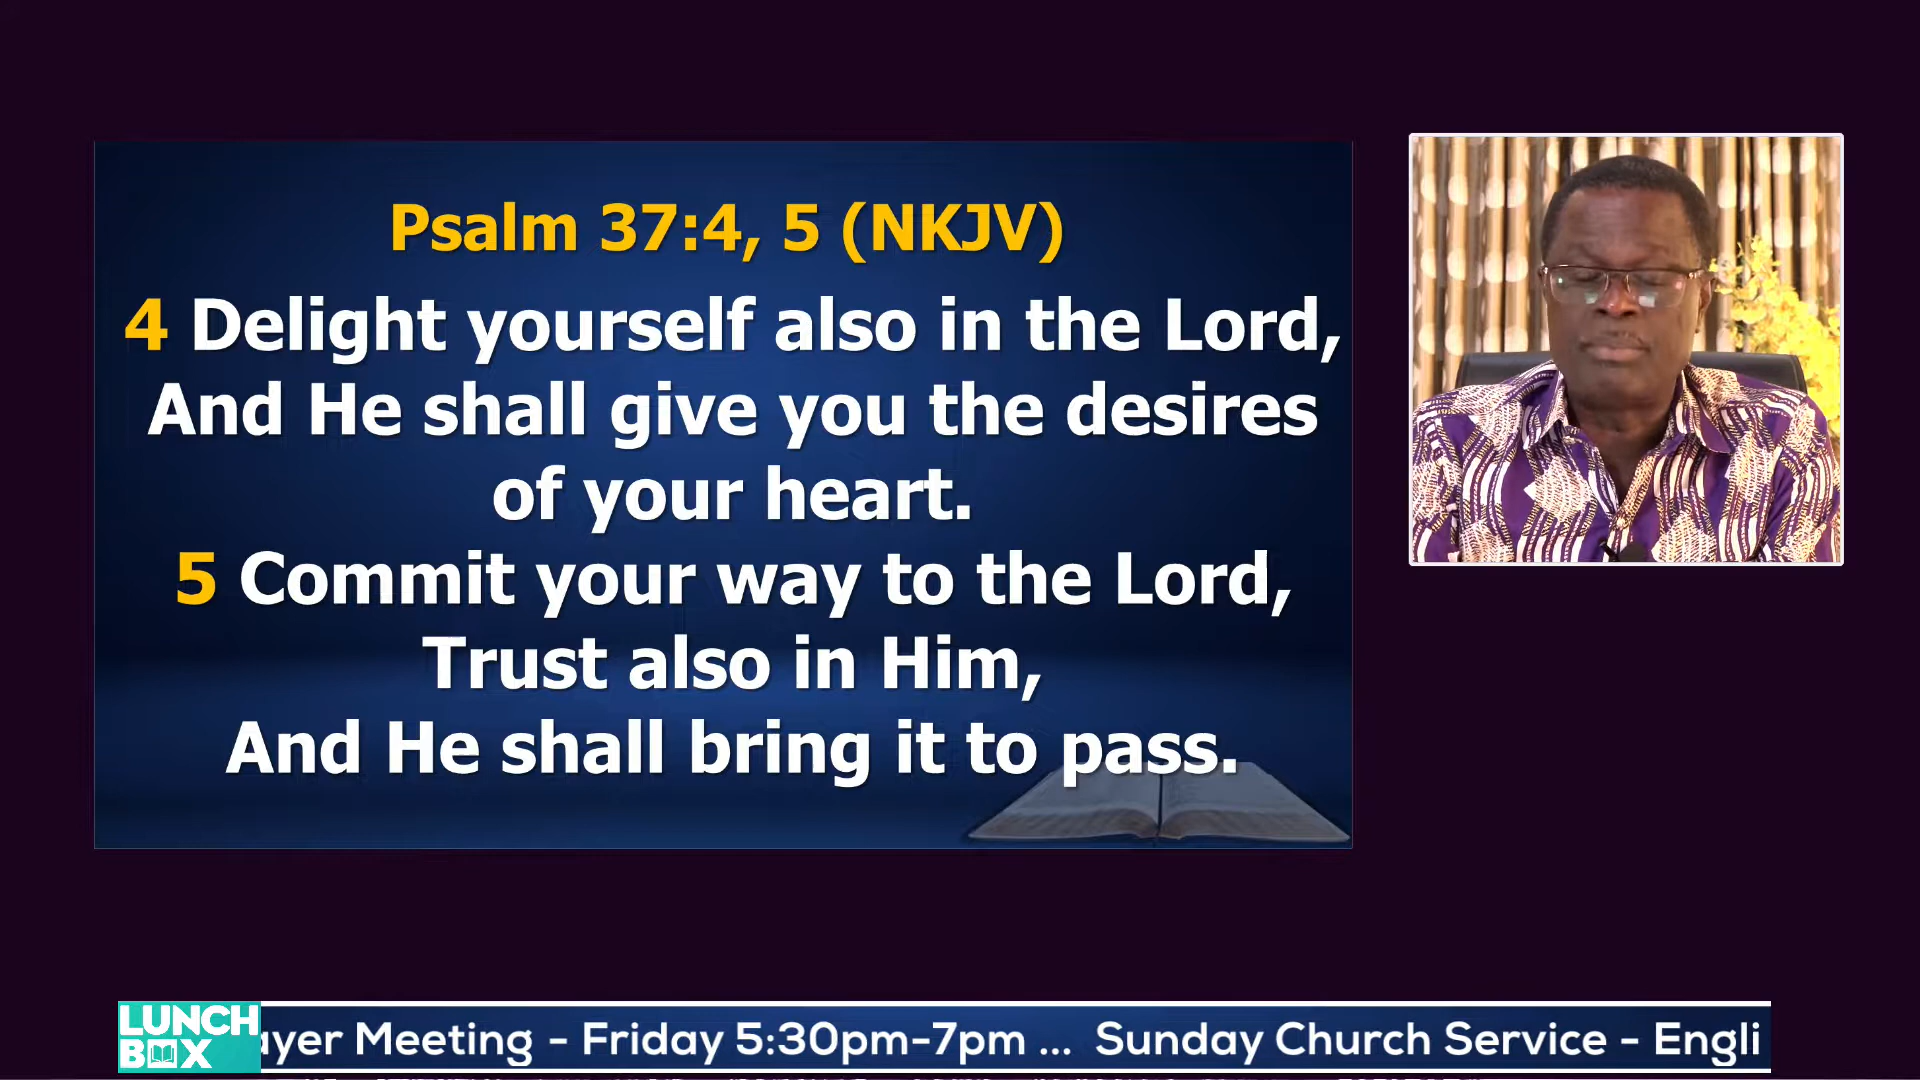 Psalm 37:4, 5 (NKJV)
4 Delight yourself also in the Lord,
And He shall give you the desires
of your heart.
5 Commit your way to the Lord,
Trust also in Him,
And He shall bring it to pass.
LUNCH
BOX
ayer Meeting - Friday 5:30pm-7pm ... Sunday Church Service - Engli